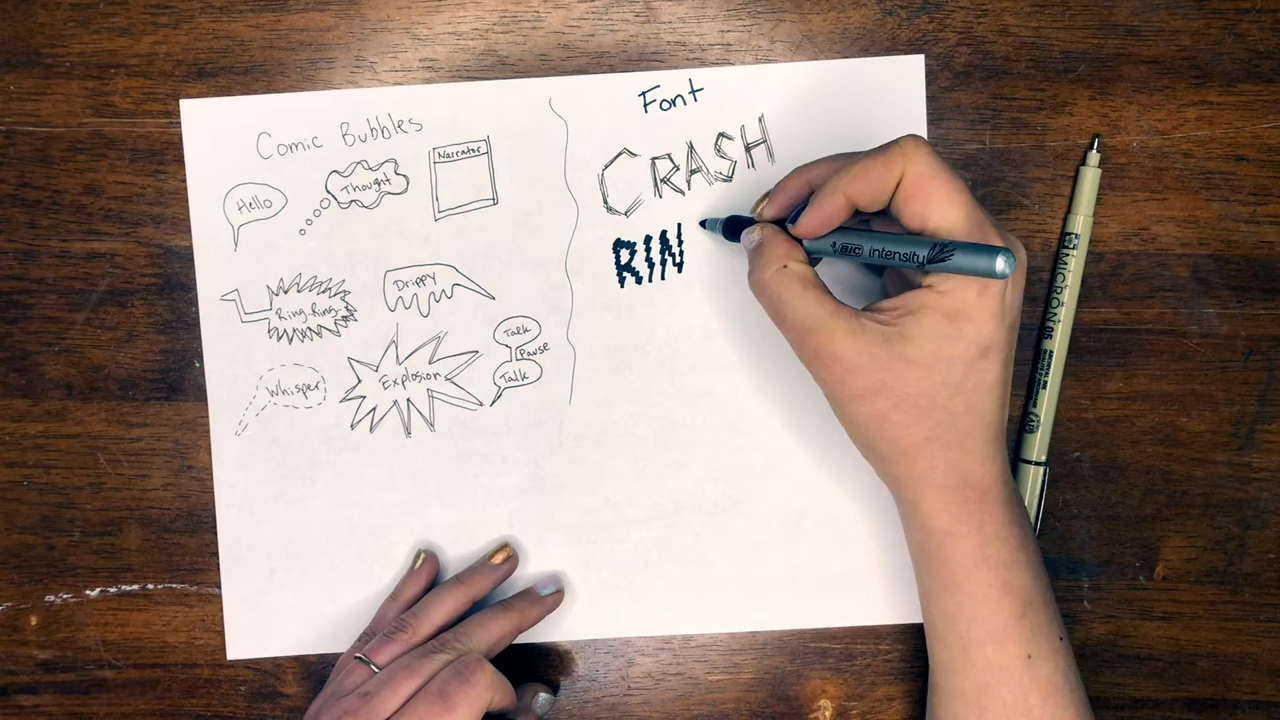 Comic Bubbles
Hello
Thought
Narrator
Ring-Ring
Drippy
Whisper
Explosion
Talk
Pause
Talk
Font
CRASH
RIN
BIC intensity
MICRON 05